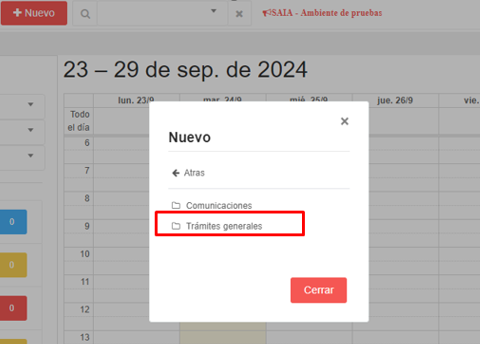 + Nuevo
SAIA - Ambiente de pruebas
23 – 29 de sep. de 2024
lun. 23/9 mar. 24/9 mié. 25/9 jue. 26/9 vie.
Todo
el día
6
7
8
9
10
11
12
13
0
0
0
0
×
Nuevo
Atras
Comunicaciones
Trámites generales
Cerrar